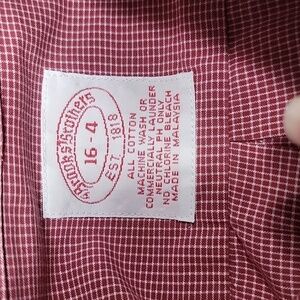 Brooks Brothers
16 - 4
EST 1818
ALL COTTON
MACHINE WASH OR
COMMERCIALLY LAUNDER
NEUTRAL PH ONLY
NO CHLORINE BLEACH
MADE IN MALAYSIA